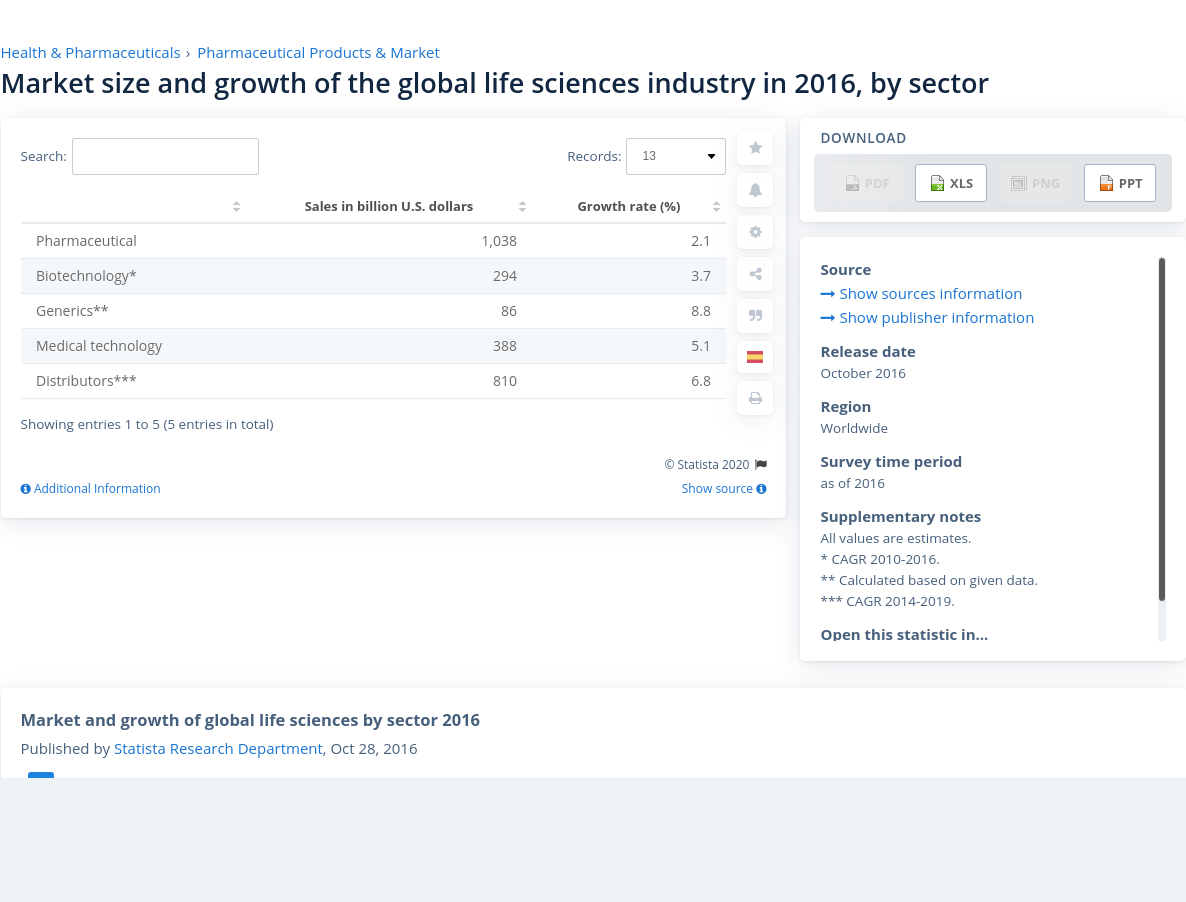 Health & Pharmaceuticals › Pharmaceutical Products & Market
Market size and growth of the global life sciences industry in 2016, by sector
Search:
Records: 13
Sales in billion U.S. dollars Growth rate (%)
Pharmaceutical 1,038 2.1
Biotechnology* 294 3.7
Generics** 86 8.8
Medical technology 388 5.1
Distributors*** 810 6.8
Showing entries 1 to 5 (5 entries in total)
© Statista 2020
Additional Information Show source
DOWNLOAD
PDF XLS PNG PPT
Source
Show sources information
Show publisher information
Release date
October 2016
Region
Worldwide
Survey time period
as of 2016
Supplementary notes
All values are estimates.
* CAGR 2010-2016.
** Calculated based on given data.
*** CAGR 2014-2019.
Open this statistic in...
Market and growth of global life sciences by sector 2016
Published by Statista Research Department, Oct 28, 2016